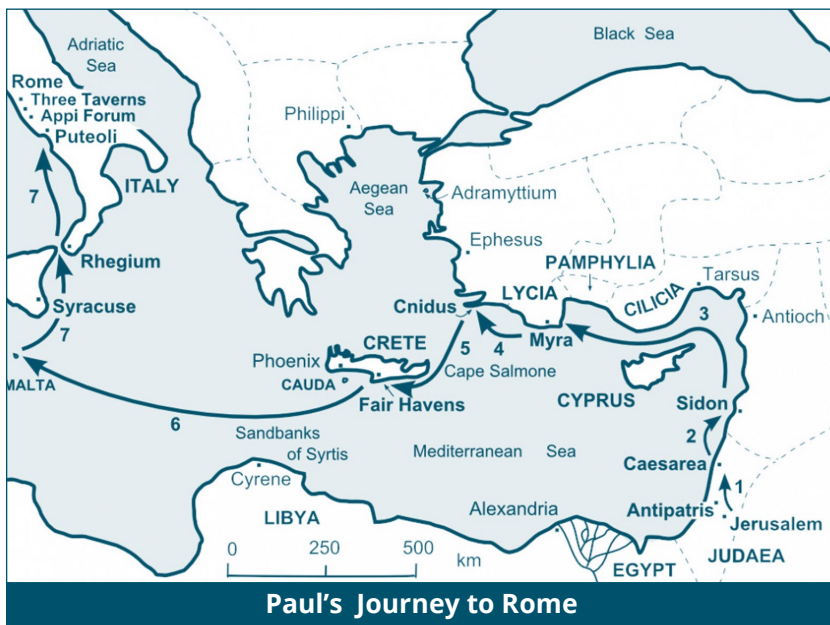 Adriatic
Sea
Black Sea
Rome
Three Taverns
Appi Forum
Puteoli
Philippi
ITALY
7
Aegean
Sea
Adramyttium
Ephesus
Rhegium
PAMPHYLIA
Tarsus
LYCIA
CILICIA
Syracuse
Cnidus
3
Antioch
7
5
4
Myra
CRETE
Phoenix
MALTA
CAUDA
Cape Salmone
Fair Havens
CYPRUS
Sidon
6
2
Sandbanks
of Syrtis
Mediterranean Sea
Caesarea
Cyrene
1
Alexandria
Antipatris
LIBYA
Jerusalem
0 250 500
km
JUDAEA
EGYPT
Paul's Journey to Rome